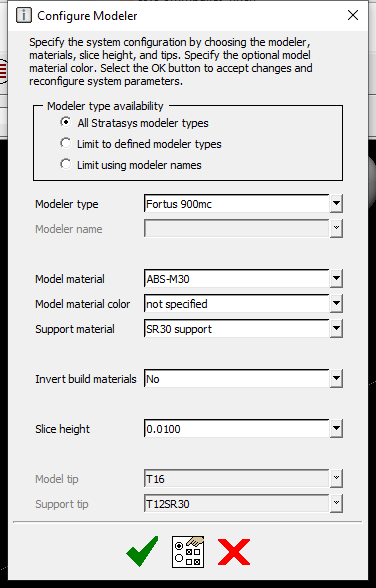 Configure Modeler
Specify the system configuration by choosing the modeler,
materials, slice height, and tips. Specify the optional model
material color. Select the OK button to accept changes and
reconfigure system parameters.
Modeler type availability
All Stratasys modeler types
Limit to defined modeler types
Limit using modeler names
Modeler type Fortus 900mc
Modeler name
Model material ABS-M30
Model material color not specified
Support material SR30 support
Invert build materials No
Slice height 0.0100
Model tip T16
Support tip T12SR30